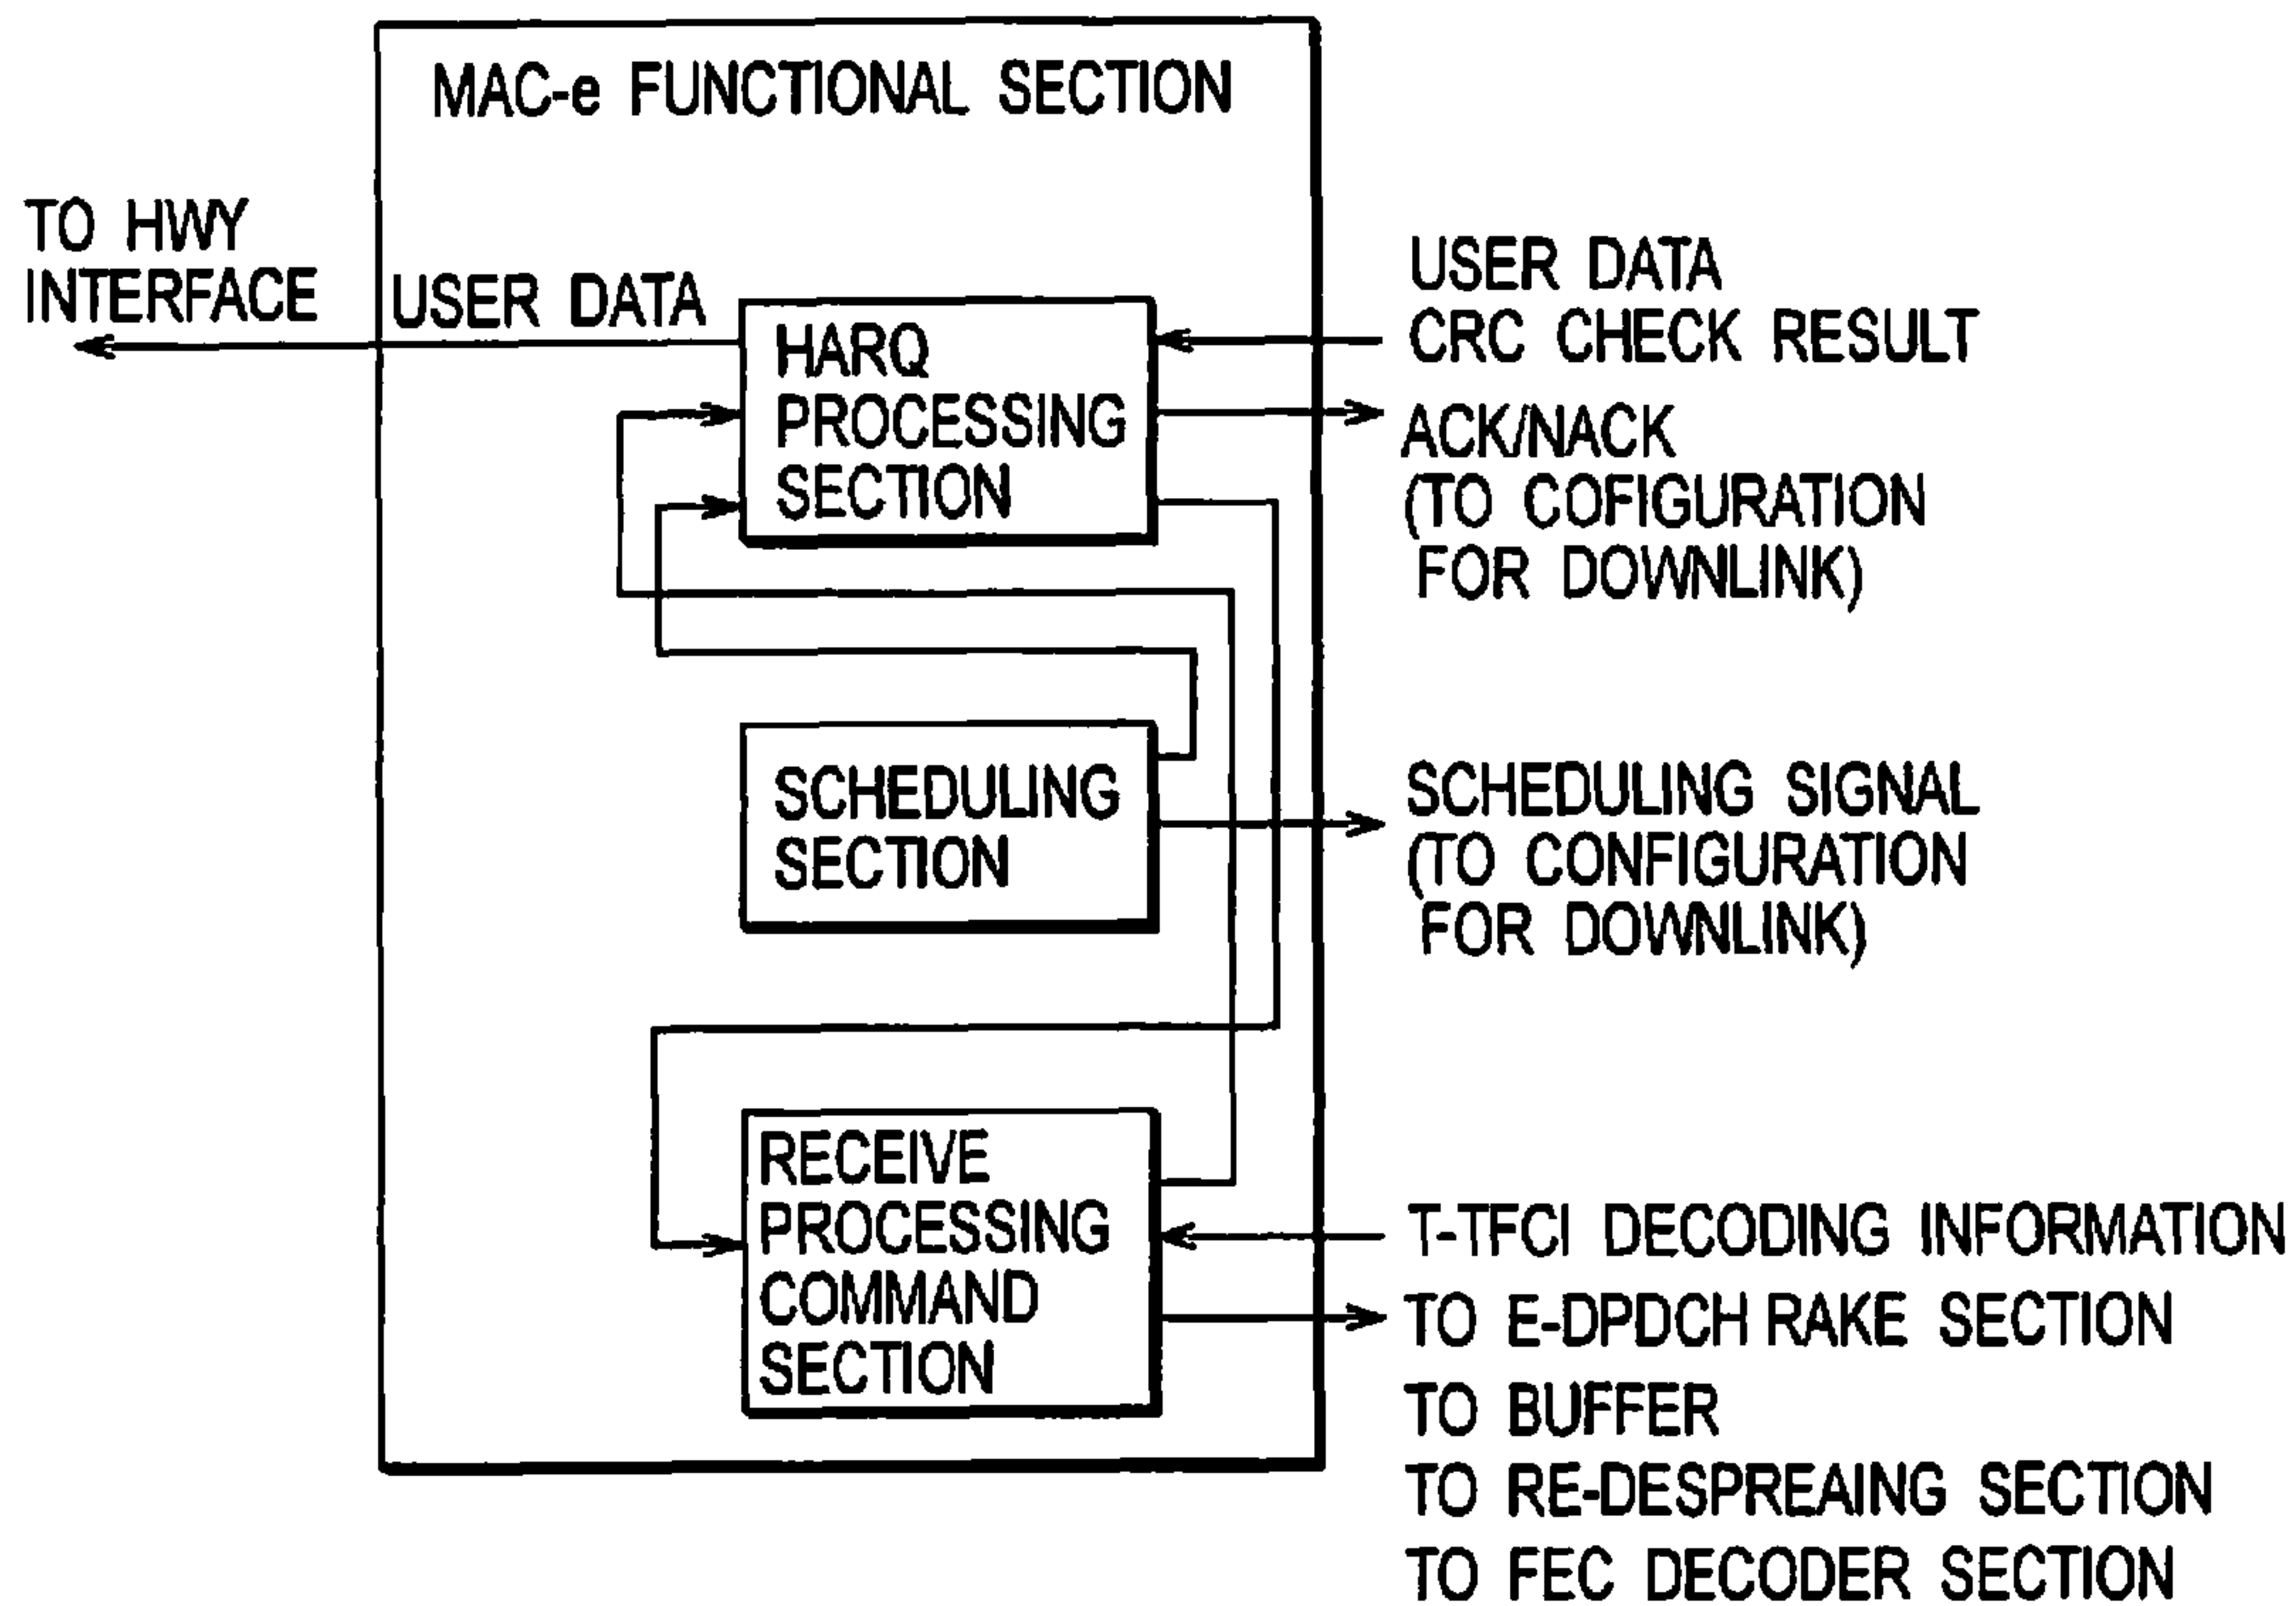 MAC-e FUNCTIONAL SECTION
TO HWY
INTERFACE
USER DATA
HARQ
PROCESSING
SECTION
USER DATA
CRC CHECK RESULT
ACK/NACK
(TO COFIGURATION
FOR DOWNLINK)
SCHEDULING
SECTION
SCHEDULING SIGNAL
(TO CONFIGURATION
FOR DOWNLINK)
RECEIVE
PROCESSING
COMMAND
SECTION
T-TFCI DECODING INFORMATION
TO E-DPDCH RAKE SECTION
TO BUFFER
TO RE-DESPREAING SECTION
TO FEC DECODER SECTION